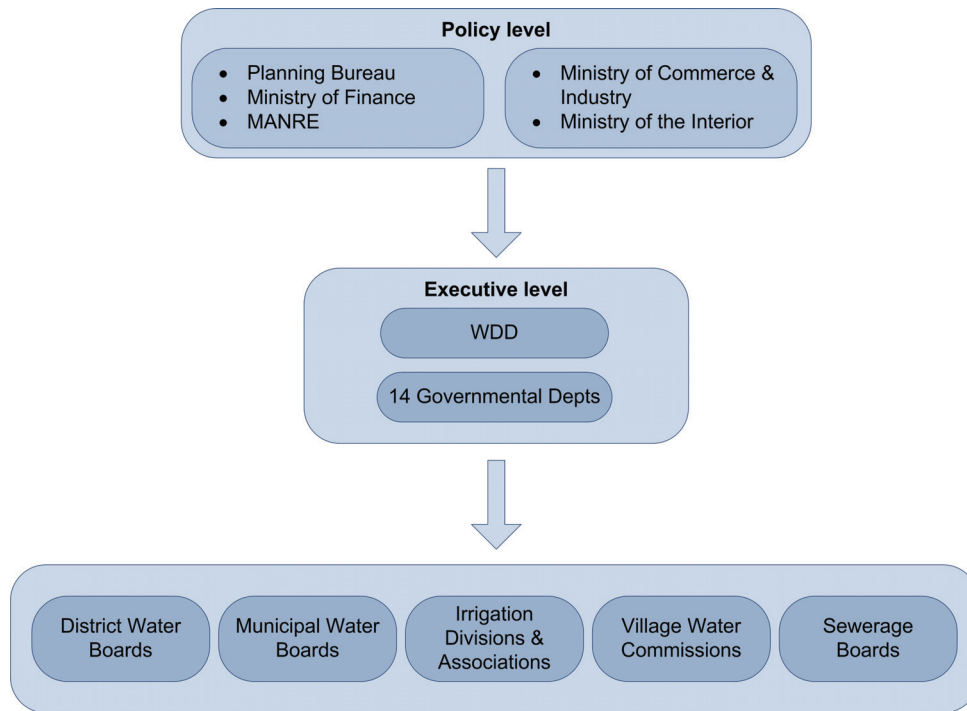 Policy level
• Planning Bureau
• Ministry of Finance
• MANRE
• Ministry of Commerce &
Industry
• Ministry of the Interior
Executive level
WDD
14 Governmental Depts
District Water
Boards
Municipal Water
Boards
Irrigation
Divisions &
Associations
Village Water
Commissions
Sewerage
Boards